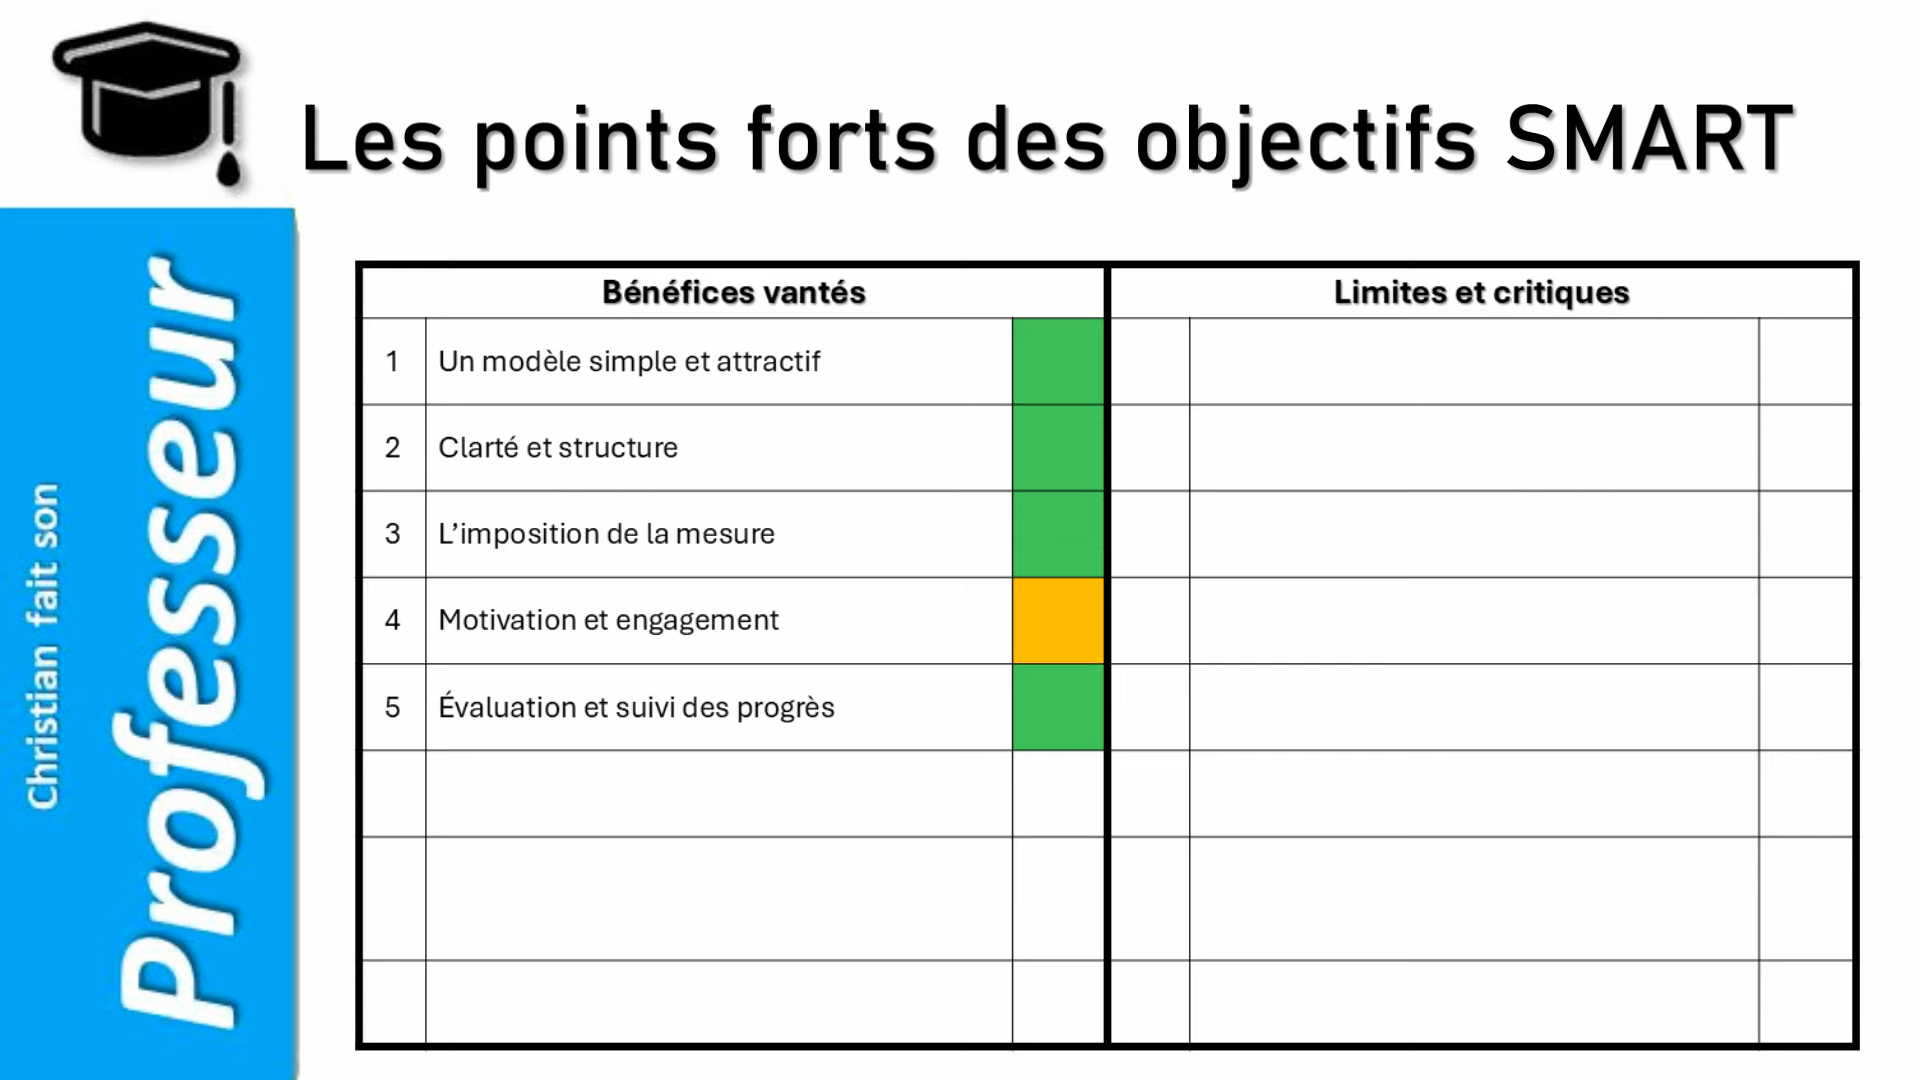 Christian fait son
Professeur
Les points forts des objectifs SMART
Bénéfices vantés
Limites et critiques
1 Un modèle simple et attractif
2 Clarté et structure
3 L’imposition de la mesure
4 Motivation et engagement
5 Évaluation et suivi des progrès